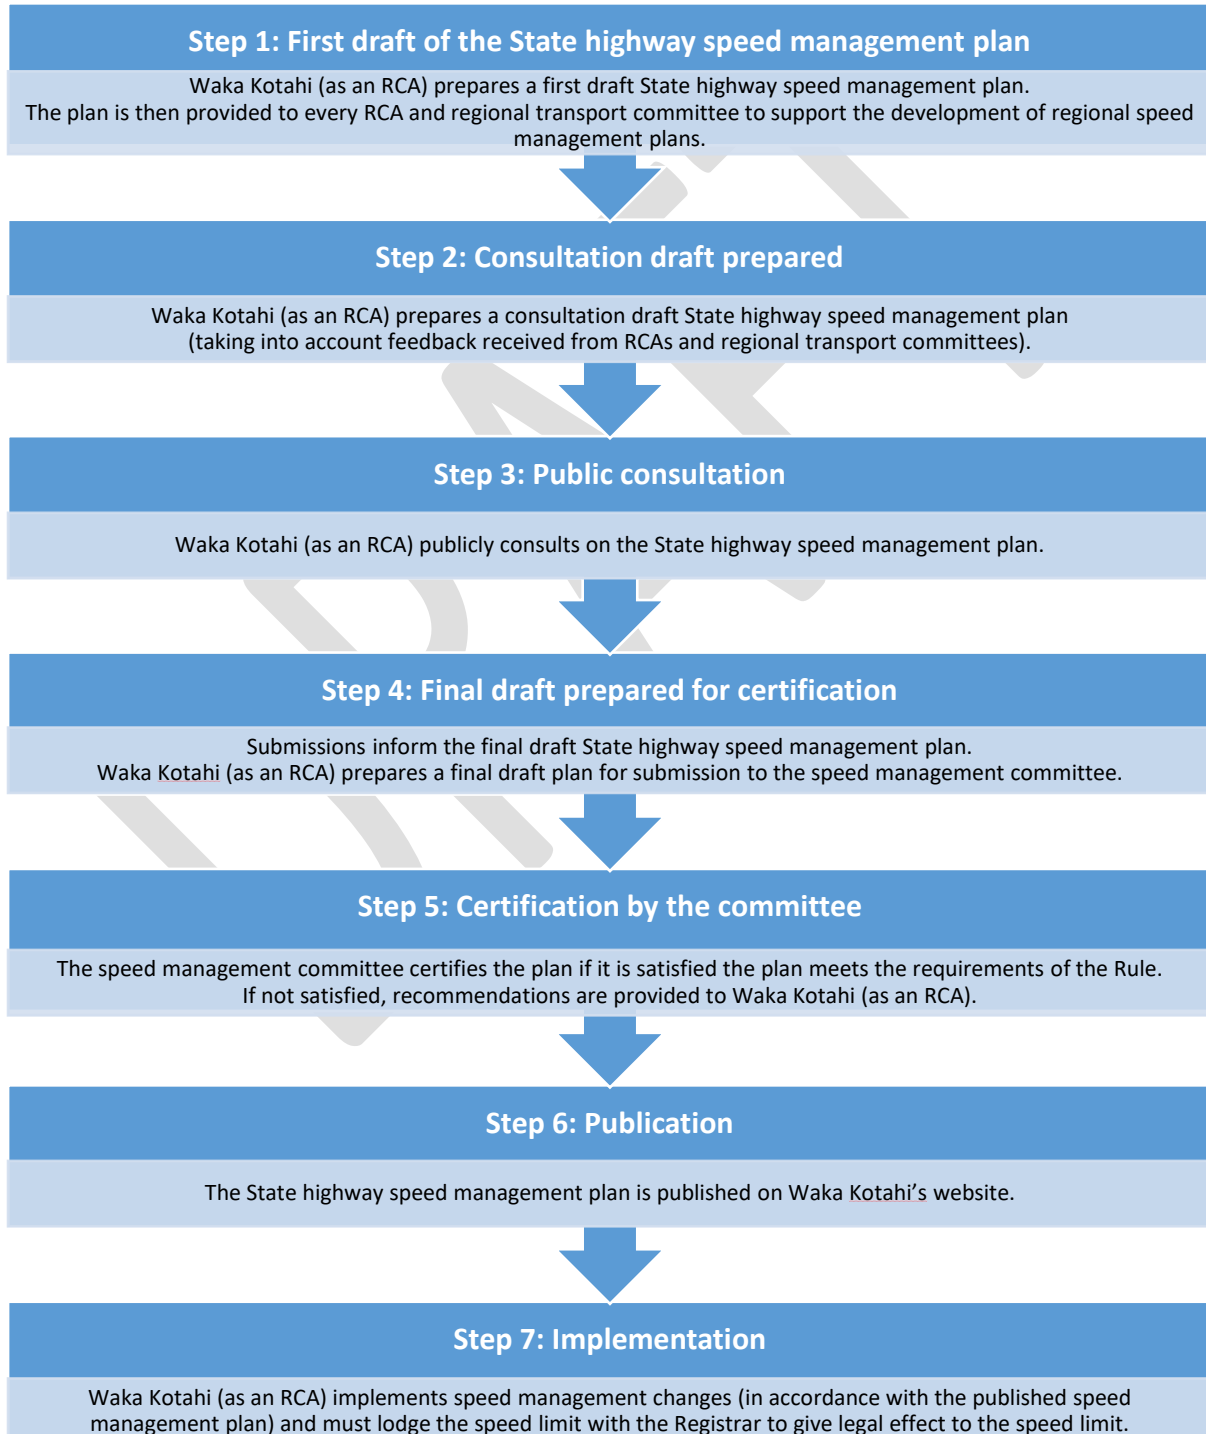 Step 1: First draft of the State highway speed management plan
Waka Kotahi (as an RCA) prepares a first draft State highway speed management plan.
The plan is then provided to every RCA and regional transport committee to support the development of regional speed
management plans.
Step 2: Consultation draft prepared
Waka Kotahi (as an RCA) prepares a consultation draft State highway speed management plan
(taking into account feedback received from RCAs and regional transport committees).
Step 3: Public consultation
Waka Kotahi (as an RCA) publicly consults on the State highway speed management plan.
Step 4: Final draft prepared for certification
Submissions inform the final draft State highway speed management plan.
Waka Kotahi (as an RCA) prepares a final draft plan for submission to the speed management committee.
Step 5: Certification by the committee
The speed management committee certifies the plan if it is satisfied the plan meets the requirements of the Rule.
If not satisfied, recommendations are provided to Waka Kotahi (as an RCA).
Step 6: Publication
The State highway speed management plan is published on Waka Kotahi’s website.
Step 7: Implementation
Waka Kotahi (as an RCA) implements speed management changes (in accordance with the published speed
management plan) and must lodge the speed limit with the Registrar to give legal effect to the speed limit.
DRAFT